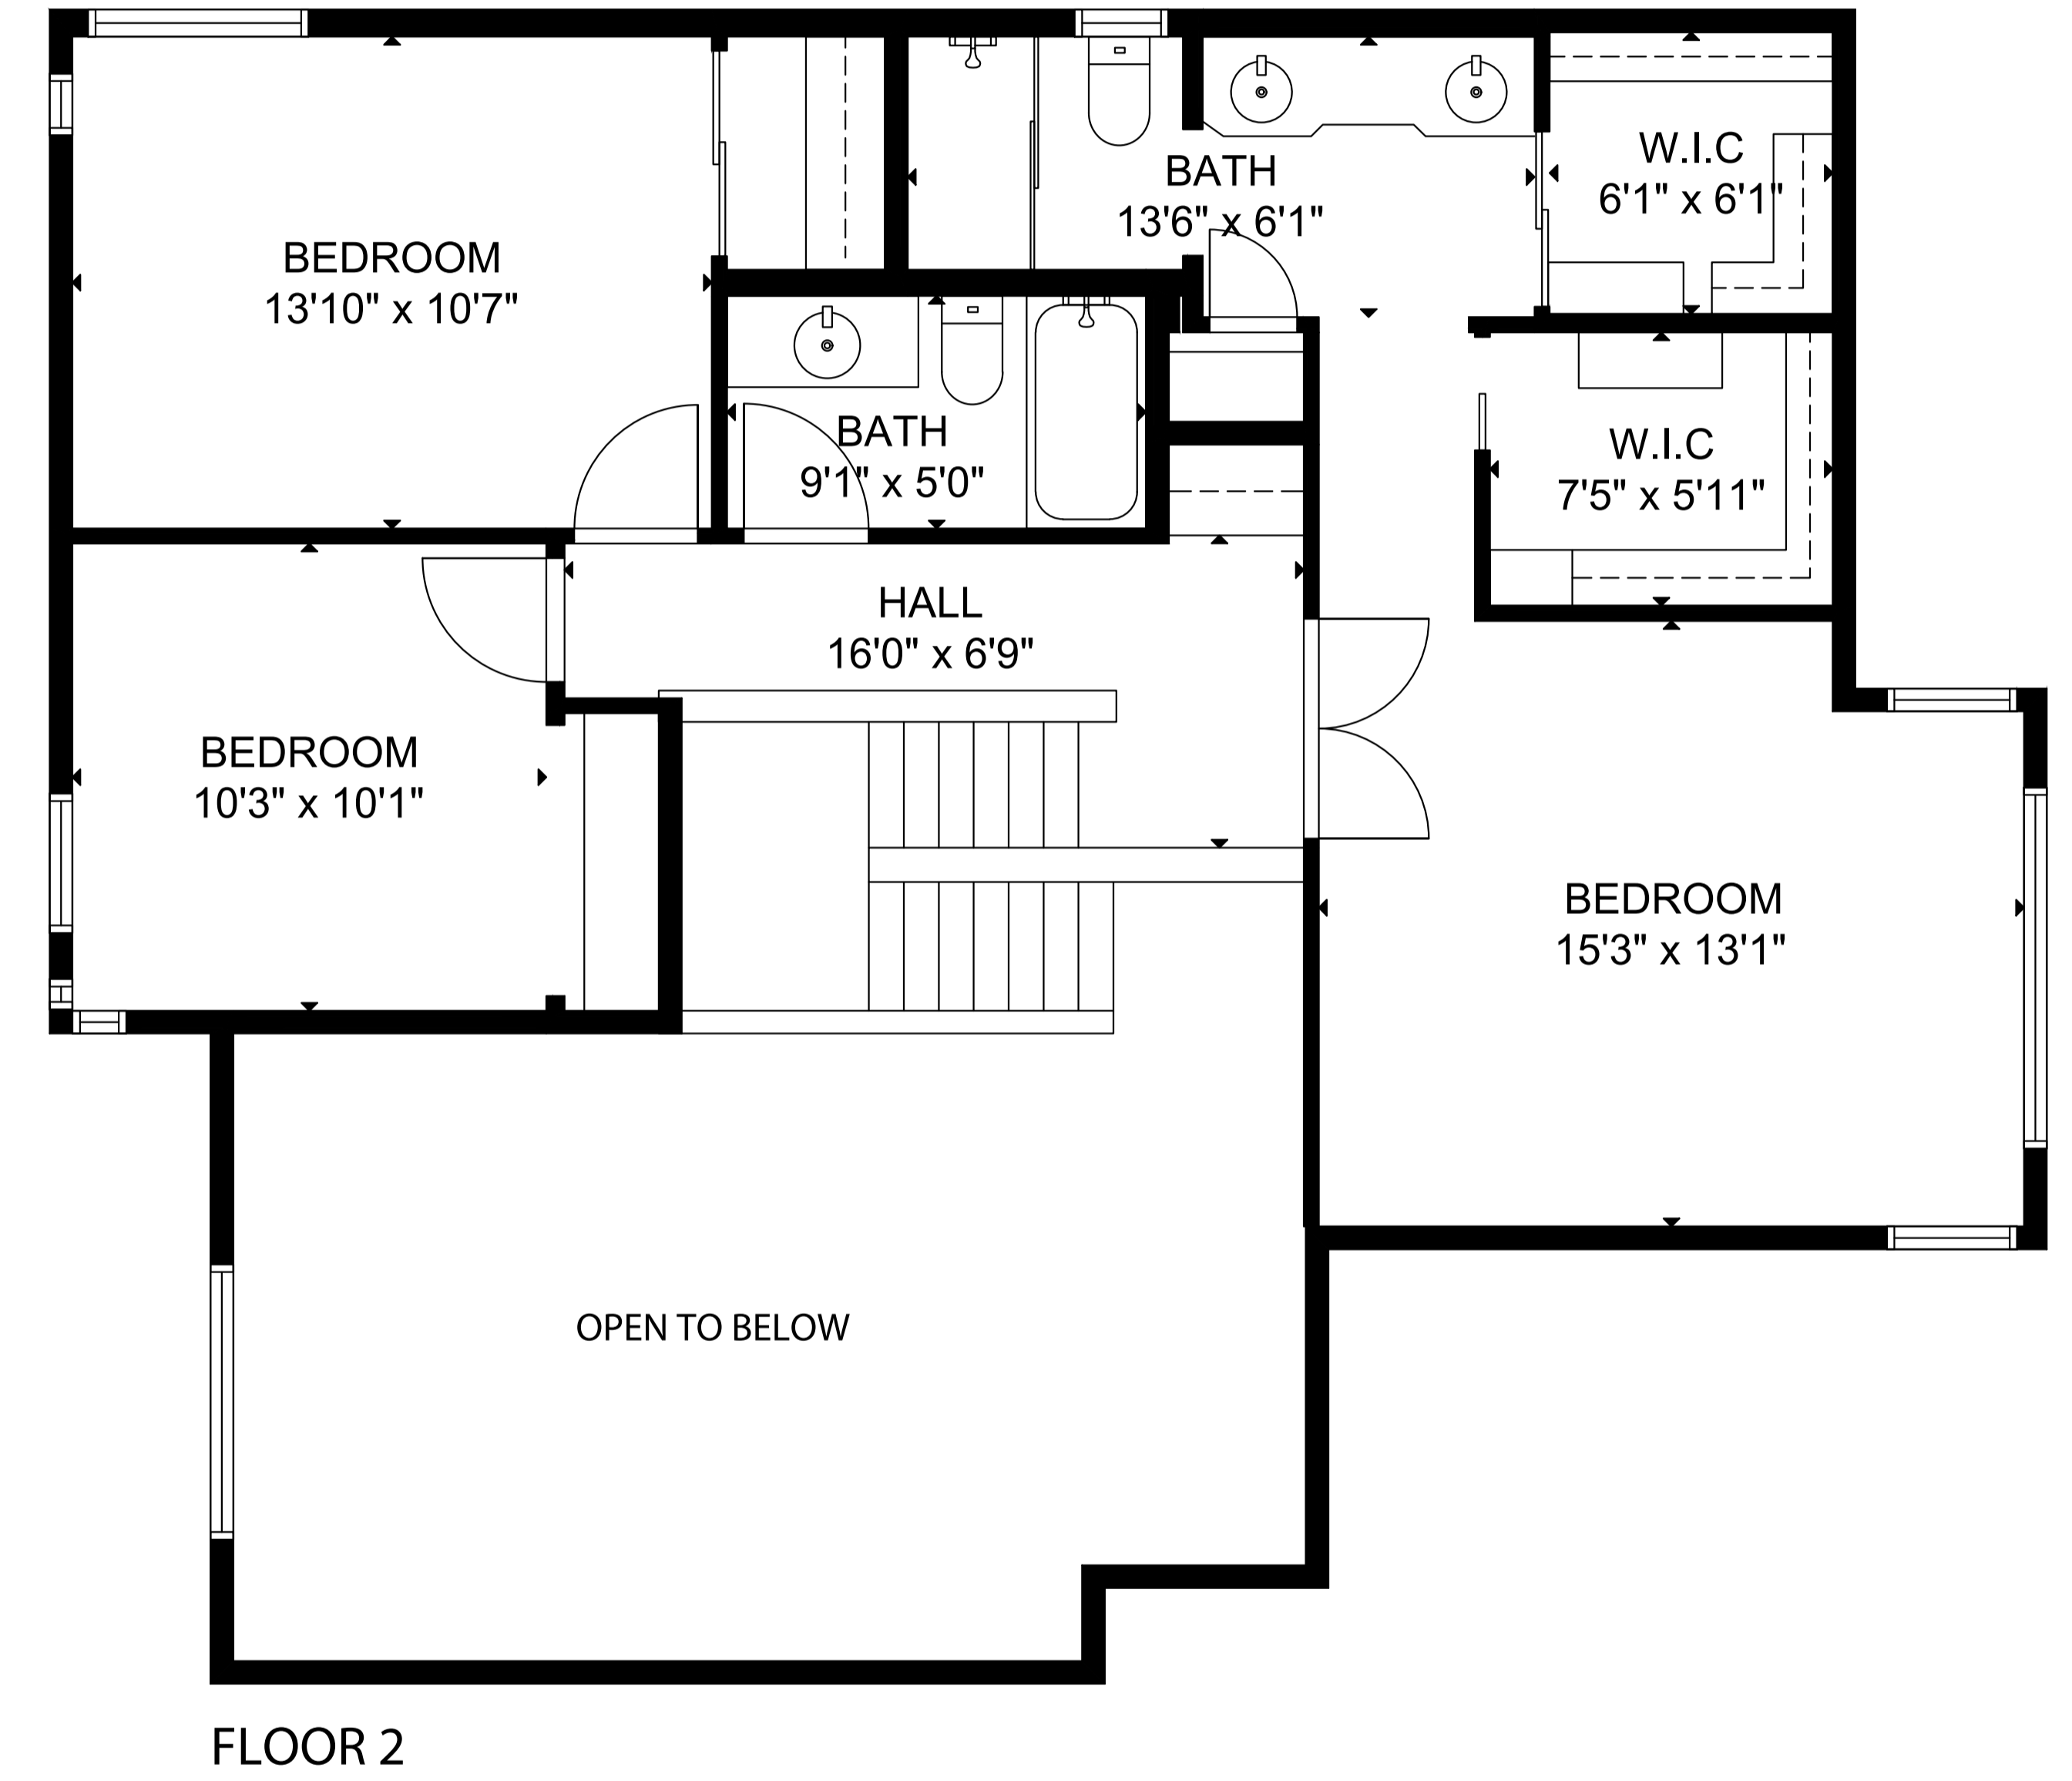 BATH
13'6" x 6'1"
W.I.C
6'1" x 6'1"
BEDROOM
13'10" x 10'7"
BATH
9'1" x 5'0"
W.I.C
7'5" x 5'11"
HALL
16'0" x 6'9"
BEDROOM
10'3" x 10'1"
BEDROOM
15'3" x 13'1"
OPEN TO BELOW
FLOOR 2